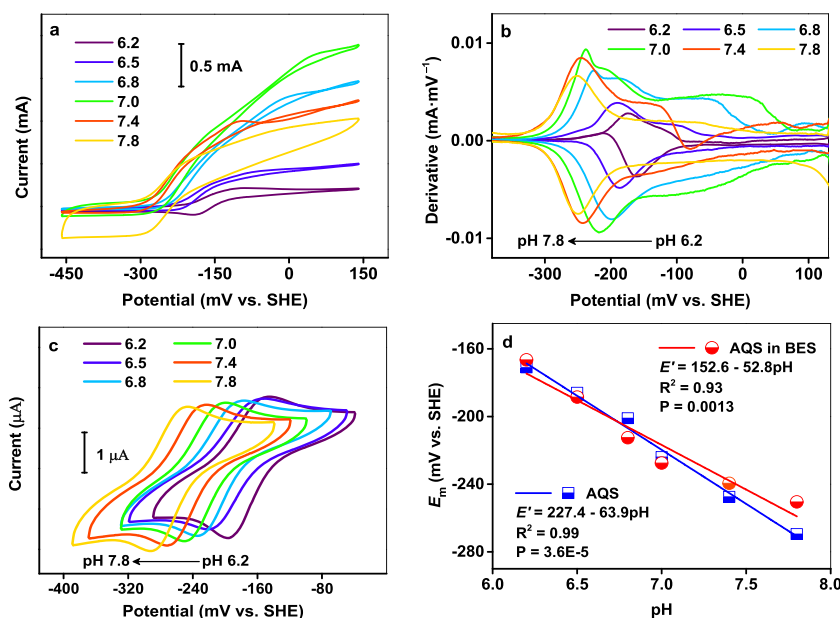 a
6.2
6.5
6.8
7.0
7.4
7.8
0.5 mA
Current (mA)
-450 -300 -150 0 150
Potential (mV vs. SHE)
b
6.2 6.5 6.8
7.0 7.4 7.8
0.01
0.00
-0.01
Derivative (mA·mV⁻¹)
pH 7.8 pH 6.2
-300 -200 -100 0 100
Potential (mV vs. SHE)
c
6.2 7.0
6.5 7.4
6.8 7.8
1 µA
Current (µA)
pH 7.8 pH 6.2
-400 -320 -240 -160 -80
Potential (mV vs. SHE)
d
AQS in BES
E' = 152.6 - 52.8pH
R² = 0.93
P = 0.0013
AQS
E' = 227.4 - 63.9pH
R² = 0.99
P = 3.6E-5
-160
-200
-240
-280
Eₘ (mV vs. SHE)
6.0 6.5 7.0 7.5 8.0
pH